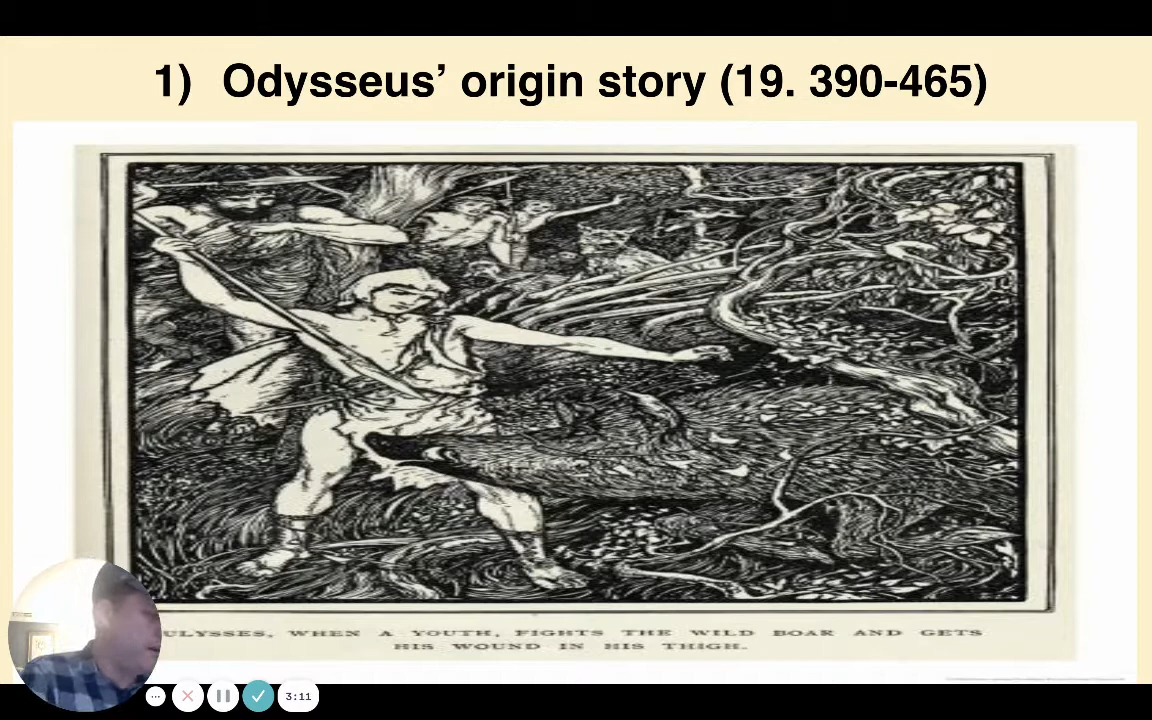 1) Odysseus’ origin story (19. 390-465)
ULYSSES, WHEN A YOUTH, FIGHTS THE WILD BOAR AND GETS
HIS WOUND IN HIS THIGH.
3:11